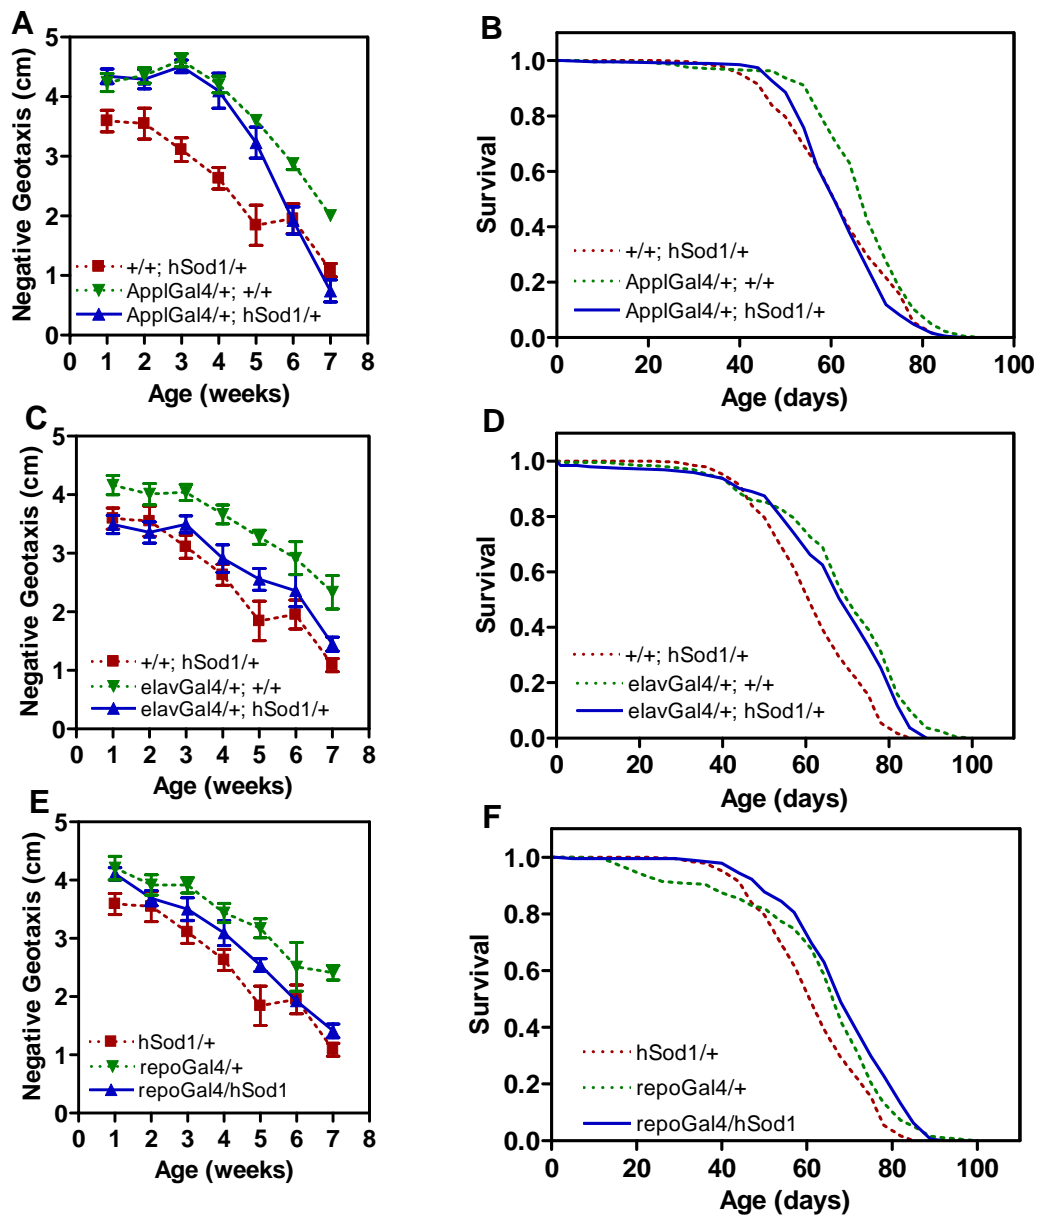 A
Negative Geotaxis (cm)
5
4
3
2
1
0
+/+; hSod1/+
ApplGal4/+; +/+
ApplGal4/+; hSod1/+
0 1 2 3 4 5 6 7 8
Age (weeks)
B
Survival
1.0
0.8
0.6
0.4
0.2
0.0
+/+; hSod1/+
ApplGal4/+; +/+
ApplGal4/+; hSod1/+
0 20 40 60 80 100
Age (days)
C
Negative Geotaxis (cm)
5
4
3
2
1
0
+/+; hSod1/+
elavGal4/+; +/+
elavGal4/+; hSod1/+
0 1 2 3 4 5 6 7 8
Age (weeks)
D
Survival
1.0
0.8
0.6
0.4
0.2
0.0
+/+; hSod1/+
elavGal4/+; +/+
elavGal4/+; hSod1/+
0 20 40 60 80 100
Age (days)
E
Negative Geotaxis (cm)
5
4
3
2
1
0
hSod1/+
repoGal4/+
repoGal4/hSod1
0 1 2 3 4 5 6 7 8
Age (weeks)
F
Survival
1.0
0.8
0.6
0.4
0.2
0.0
hSod1/+
repoGal4/+
repoGal4/hSod1
0 20 40 60 80 100
Age (days)